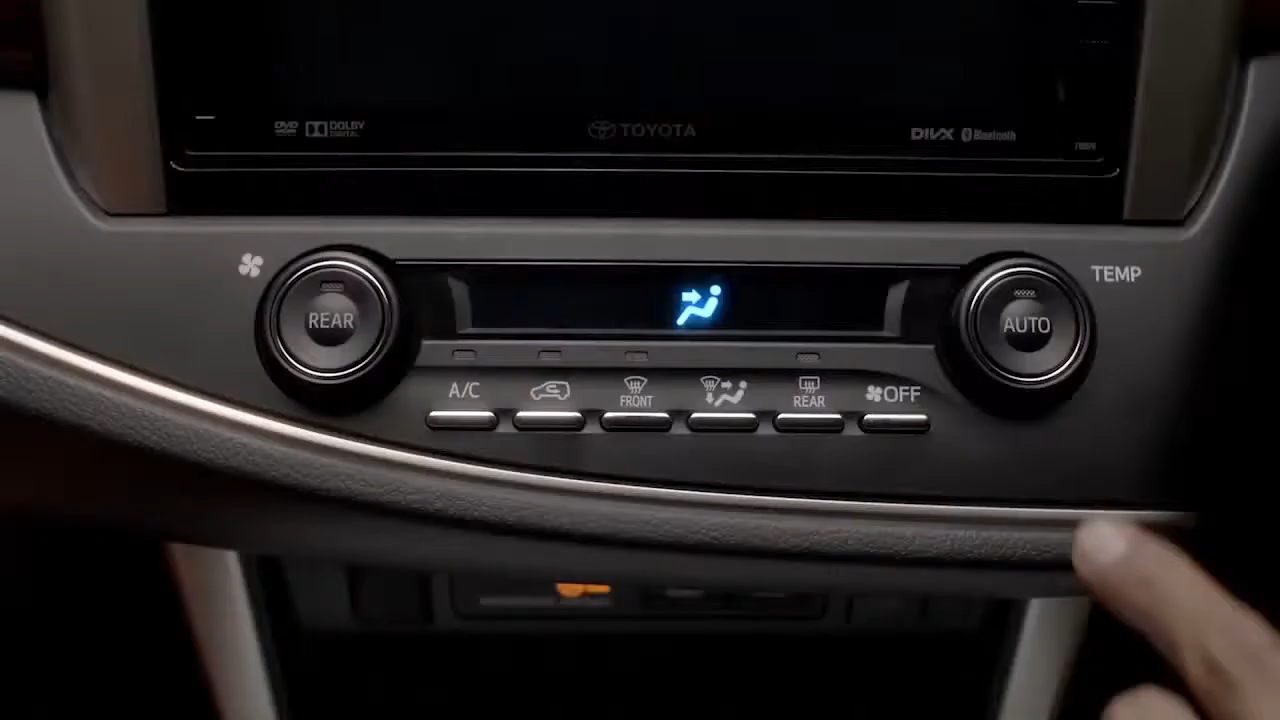 DVD
DOLBY
DIGITAL
TOYOTA
DIVX Bluetooth
REAR
AUTO
TEMP
A/C
FRONT
REAR
OFF